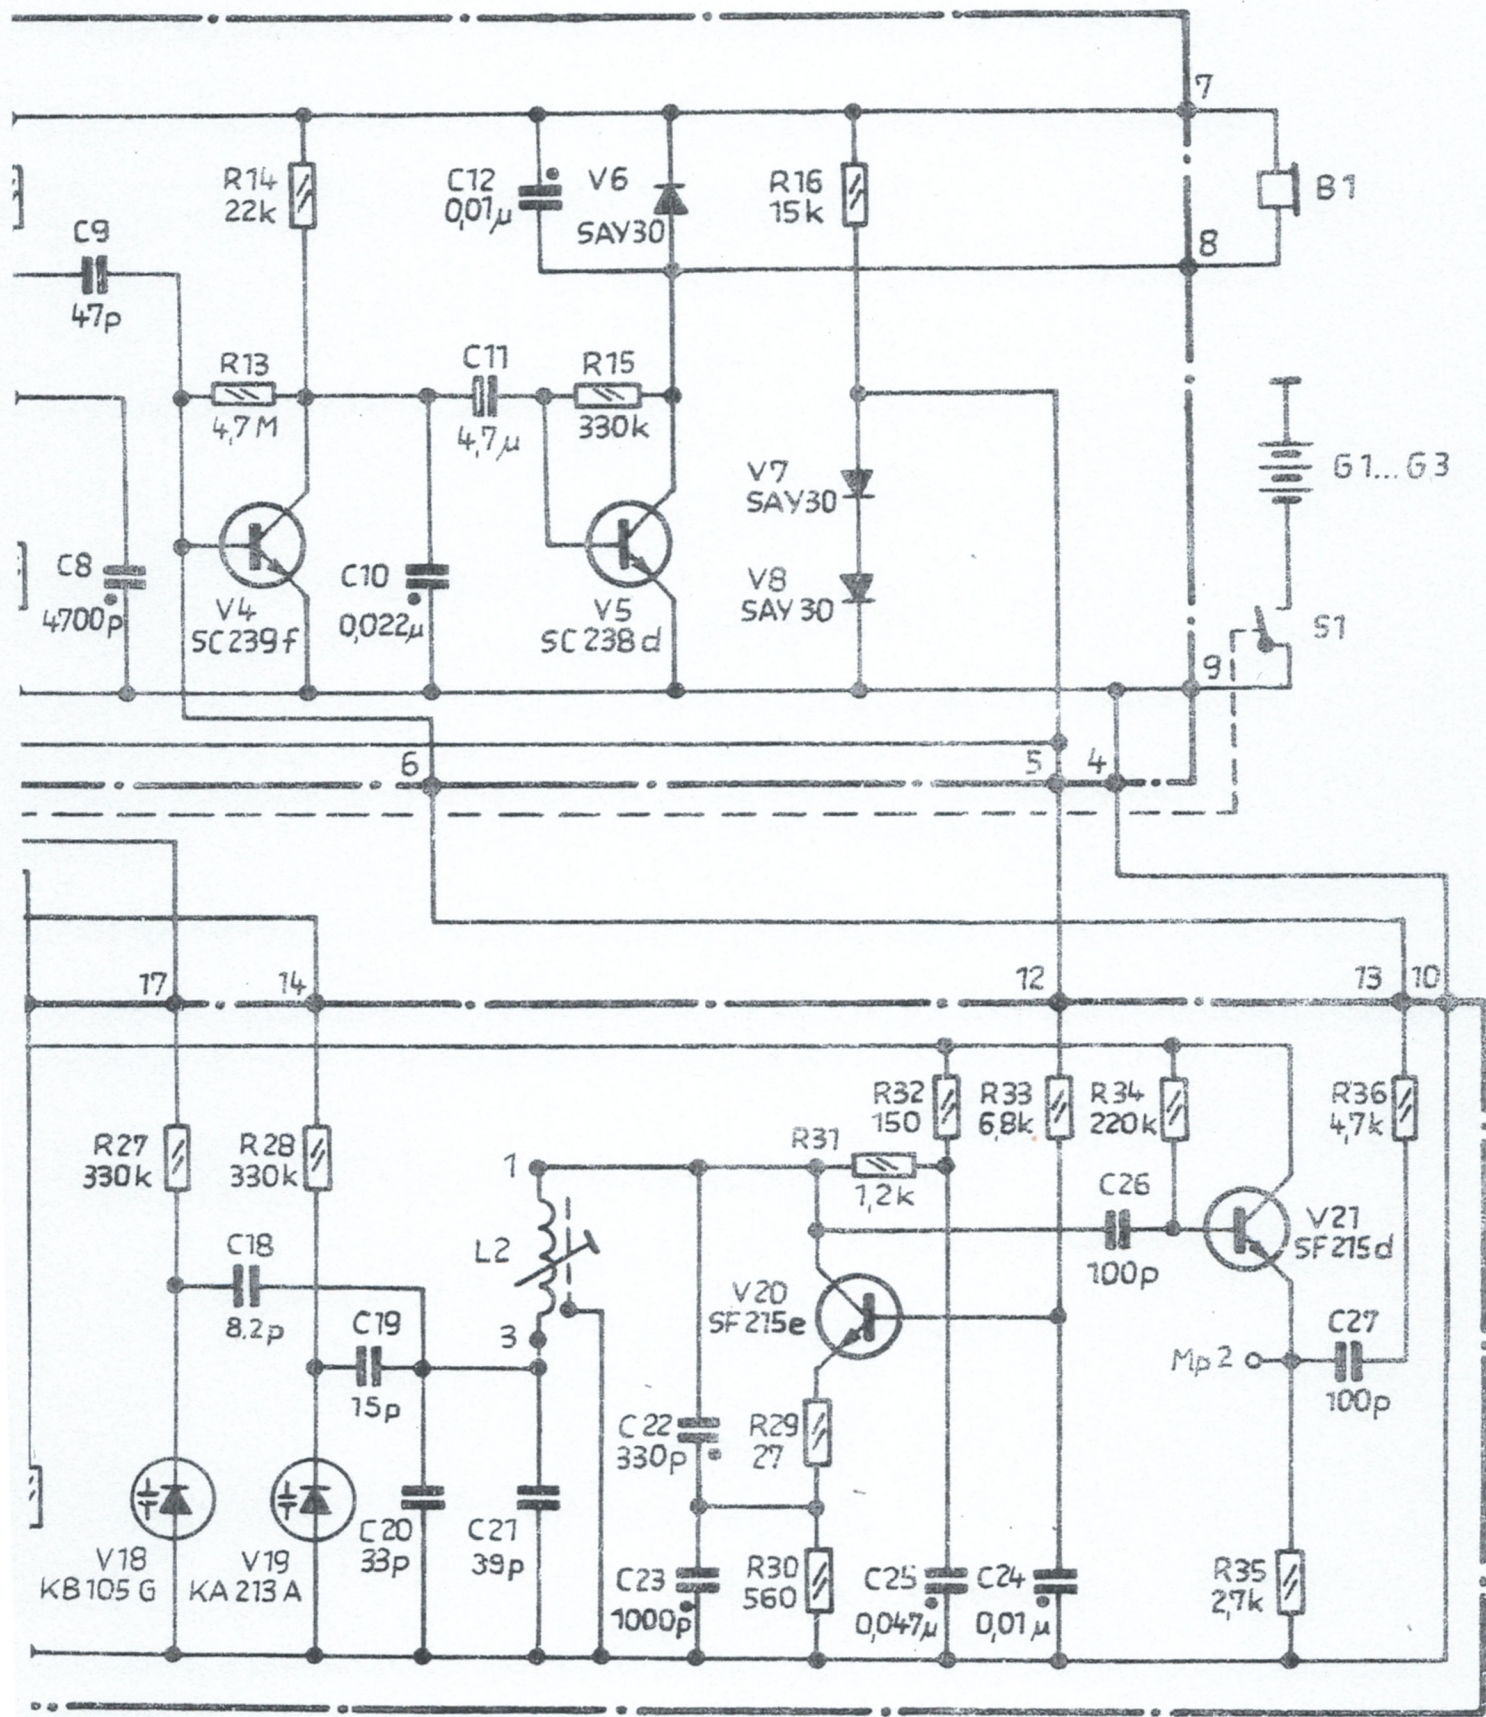 7
R14
22k
C12
0,01µ
V6
SAY30
R16
15k
B1
8
C9
47p
R13
4,7M
C11
4,7µ
R15
330k
V7
SAY30
G1...G3
C8
4700p
V4
SC239f
C10
0,022µ
V5
SC238d
V8
SAY30
S1
9
6
5
4
17
14
12
13
10
R27
330k
R28
330k
1
R31
1,2k
R32
150
R33
6,8k
R34
220k
R36
4,7k
C18
8,2p
L2
C26
100p
V21
SF215d
V20
SF215e
3
C19
15p
Mp2
C27
100p
C22
330p
R29
27
V18
KB105G
V19
KA213A
C20
33p
C21
39p
C23
1000p
R30
560
C25
0,047µ
C24
0,01µ
R35
2,7k